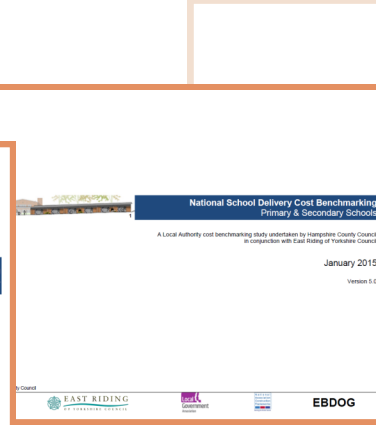 National School Delivery Cost Benchmarking
Primary & Secondary Schools
A Local Authority cost benchmarking study undertaken by Hampshire County Council
in conjunction with East Riding of Yorkshire Council
January 2015
Version 5.0
Council
EAST RIDING
OF YORKSHIRE COUNCIL
Local
Government
Association
EBDOG